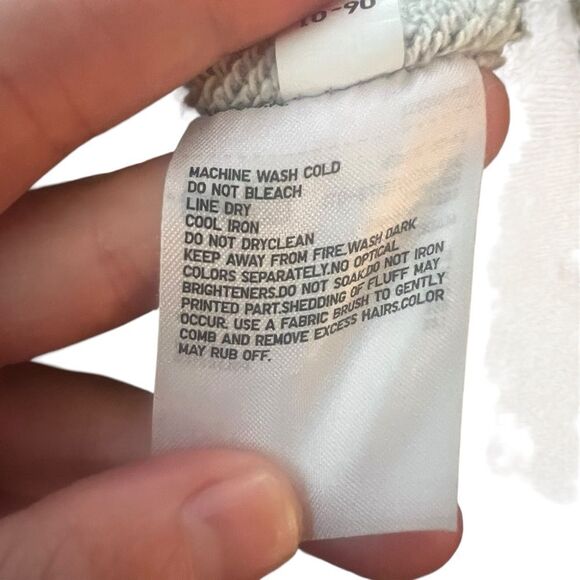 10-90
MACHINE WASH COLD
DO NOT BLEACH
LINE DRY
COOL IRON
DO NOT DRYCLEAN
KEEP AWAY FROM FIRE.WASH DARK
COLORS SEPARATELY.NO OPTICAL
BRIGHTENERS.DO NOT SOAK.DO NOT IRON
PRINTED PART.SHEDDING OF FLUFF MAY
OCCUR. USE A FABRIC BRUSH TO GENTLY
COMB AND REMOVE EXCESS HAIRS.COLOR
MAY RUB OFF.